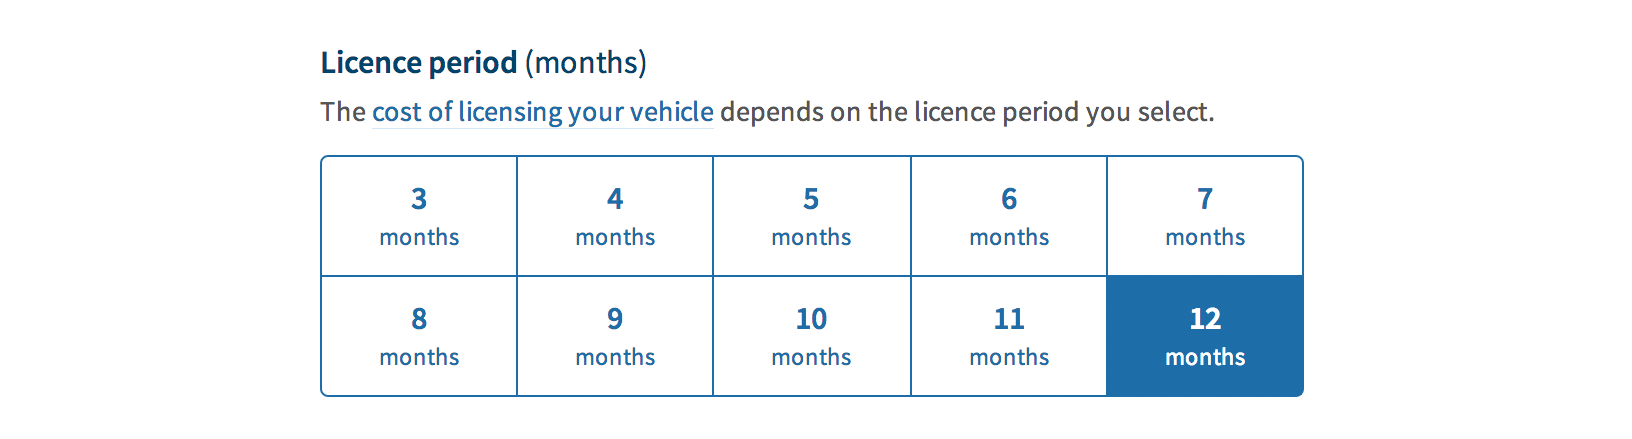 Licence period (months)
The cost of licensing your vehicle depends on the licence period you select.
3 months
4 months
5 months
6 months
7 months
8 months
9 months
10 months
11 months
12 months